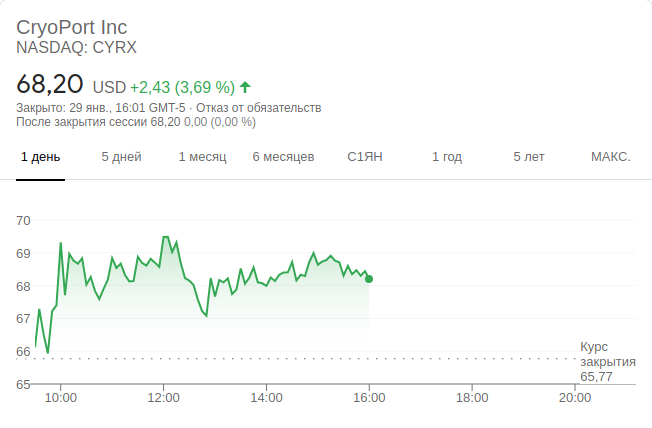 CryoPort Inc
NASDAQ: CYRX
68,20 USD +2,43 (3,69 %)
Закрыто: 29 янв., 16:01 GMT-5 · Отказ от обязательств
После закрытия сессии 68,20 0,00 (0,00 %)
1 день 5 дней 1 месяц 6 месяцев С1ЯН 1 год 5 лет МАКС.
70
69
68
67
66
65
Курс
закрытия
65,77
10:00 12:00 14:00 16:00 18:00 20:00